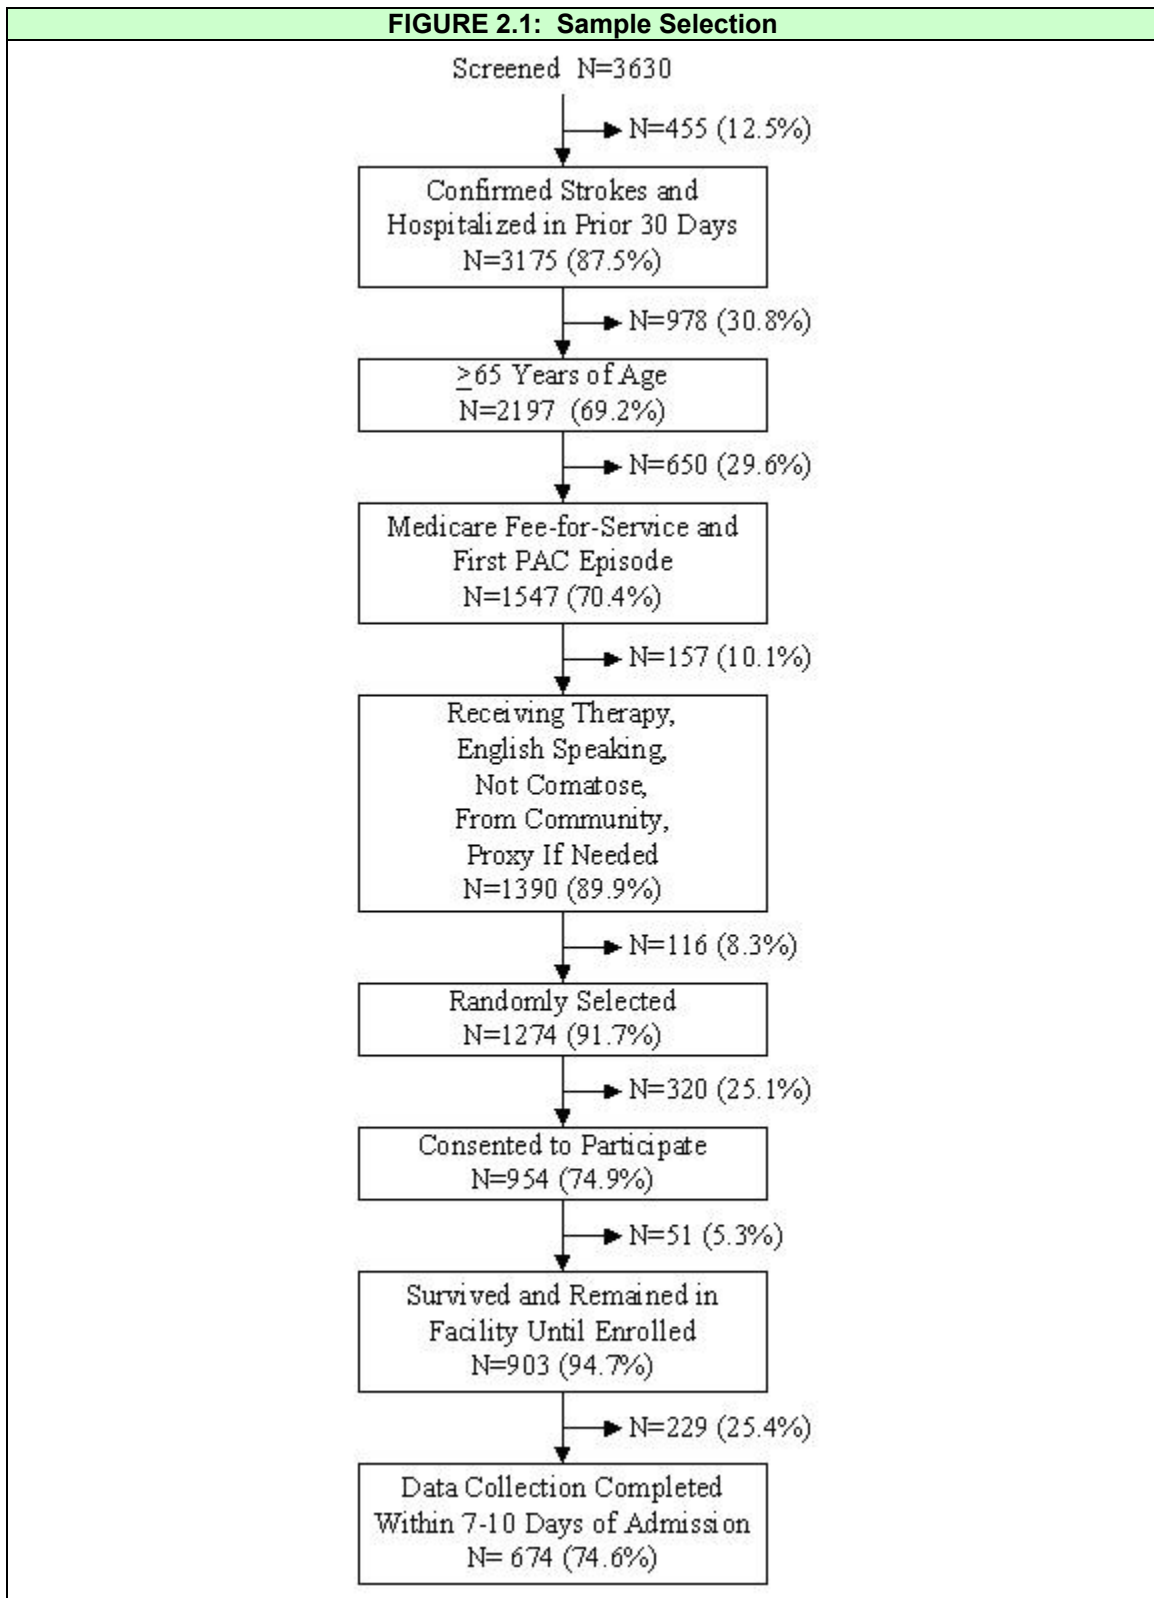 FIGURE 2.1: Sample Selection
Screened N=3630
N=455 (12.5%)
Confirmed Strokes and
Hospitalized in Prior 30 Days
N=3175 (87.5%)
N=978 (30.8%)
≥65 Years of Age
N=2197 (69.2%)
N=650 (29.6%)
Medicare Fee-for-Service and
First PAC Episode
N=1547 (70.4%)
N=157 (10.1%)
Receiving Therapy,
English Speaking,
Not Comatose,
From Community,
Proxy If Needed
N=1390 (89.9%)
N=116 (8.3%)
Randomly Selected
N=1274 (91.7%)
N=320 (25.1%)
Consented to Participate
N=954 (74.9%)
N=51 (5.3%)
Survived and Remained in
Facility Until Enrolled
N=903 (94.7%)
N=229 (25.4%)
Data Collection Completed
Within 7-10 Days of Admission
N= 674 (74.6%)